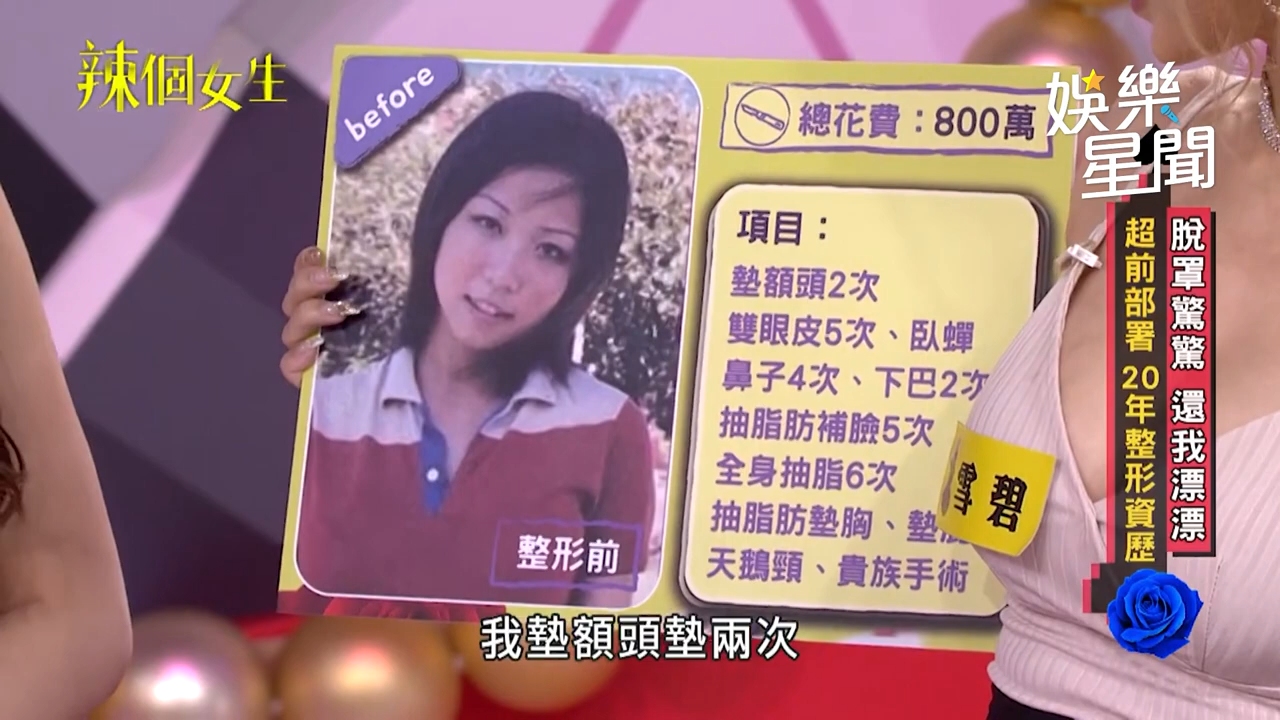 辣個女生
before
整形前
總花費：800萬
項目：
墊額頭2次
雙眼皮5次、臥蟬
鼻子4次、下巴2次
抽脂肪補臉5次
全身抽脂6次
抽脂肪墊胸、墊
天鵝頸、貴族手術
雪碧
娛樂
星聞
脫罩驚驚 還我漂漂
超前部署 20年整形資歷
我墊額頭墊兩次